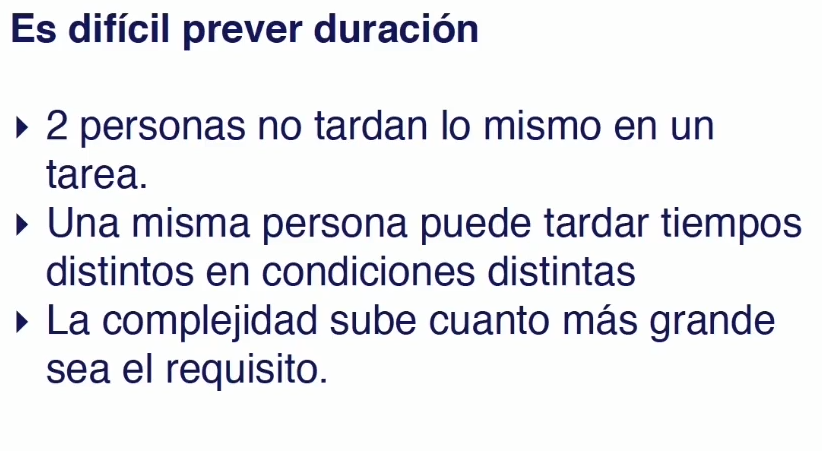 Es difícil prever duración
‣ 2 personas no tardan lo mismo en un
tarea.
‣ Una misma persona puede tardar tiempos
distintos en condiciones distintas
‣ La complejidad sube cuanto más grande
sea el requisito.